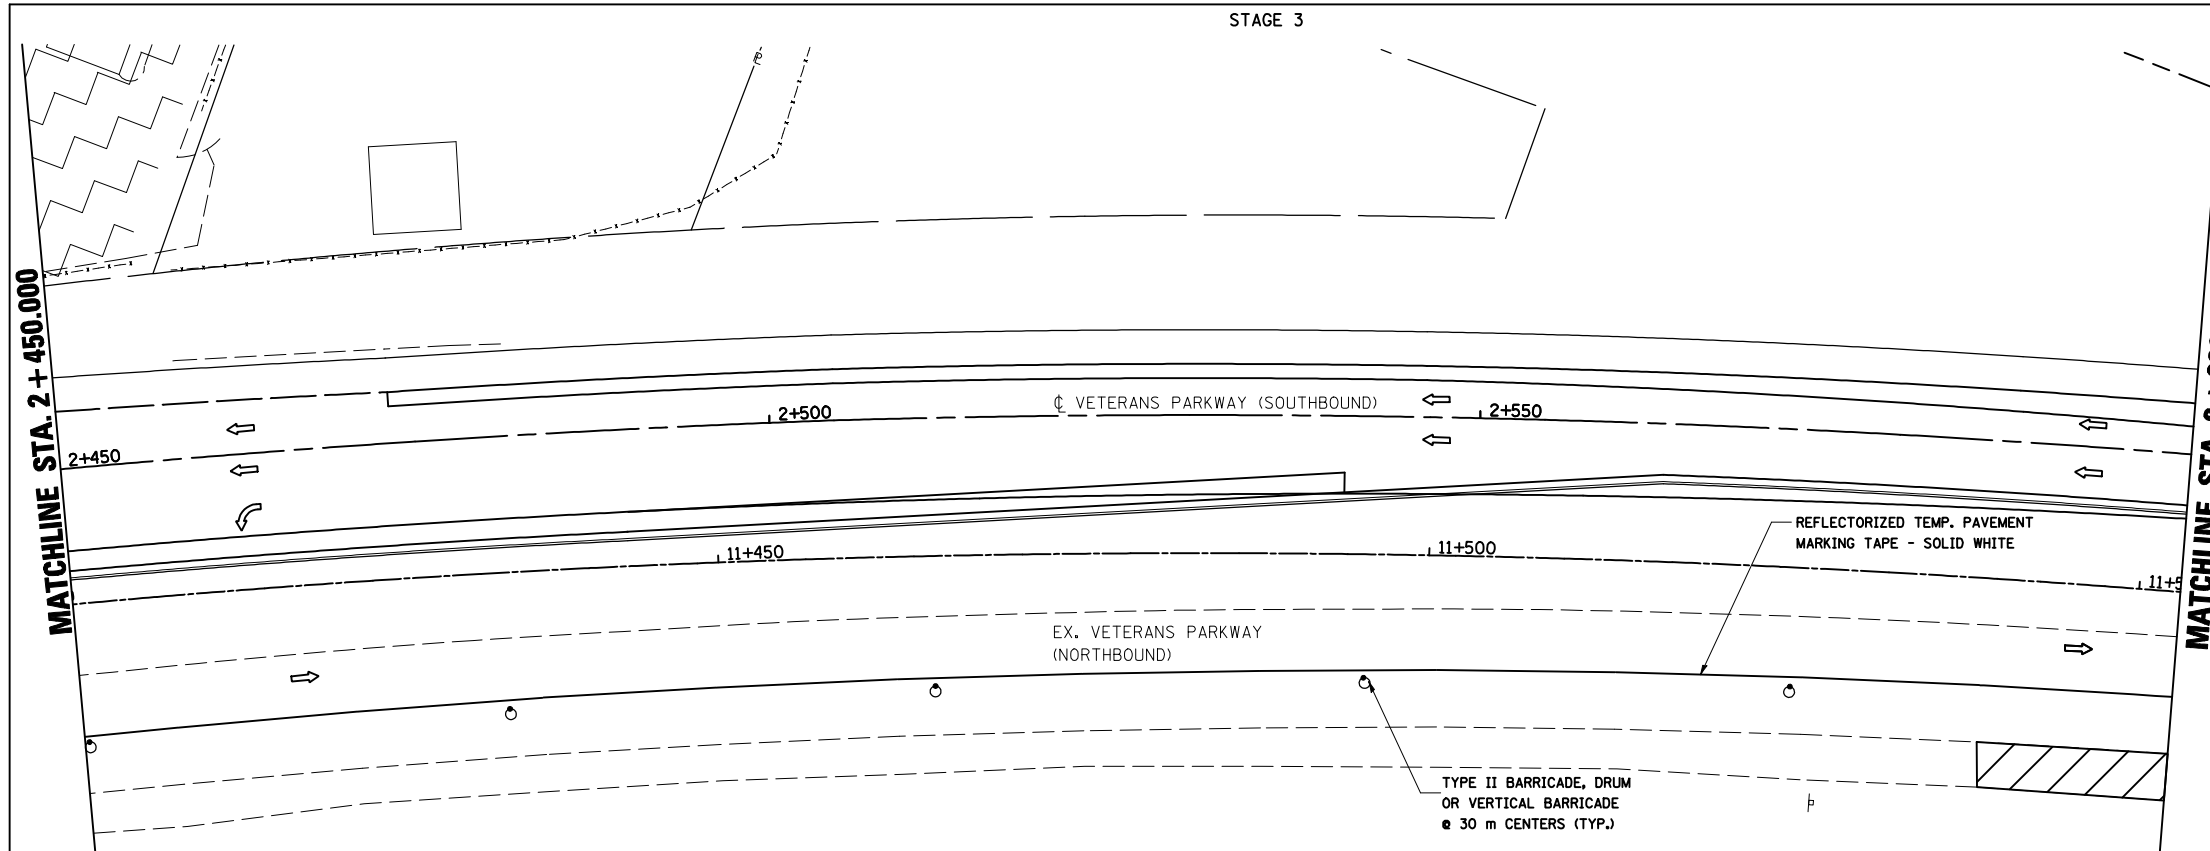 STAGE 3
MATCHLINE STA. 2+450.000
℄ VETERANS PARKWAY (SOUTHBOUND)
2+500
2+550
2+450
REFLECTORIZED TEMP. PAVEMENT
MARKING TAPE - SOLID WHITE
11+450
11+500
MATCHLINE STA.
EX. VETERANS PARKWAY
(NORTHBOUND)
TYPE II BARRICADE, DRUM
OR VERTICAL BARRICADE
@ 30 m CENTERS (TYP.)